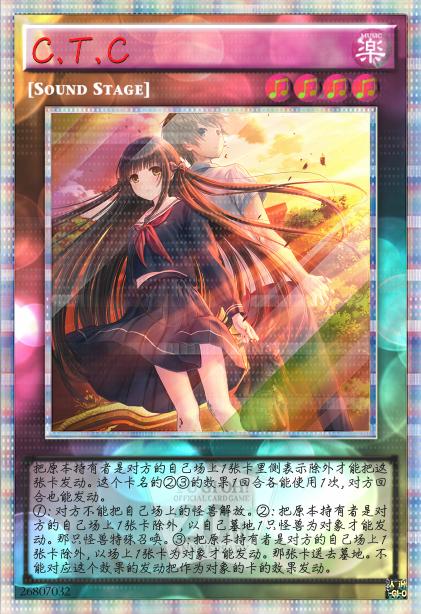 C.T.C
MUSIC
楽
[SOUND STAGE]
把原本持有者是对方的自己场上1张卡里侧表示除外才能把这
张卡发动。这个卡名的②③的效果1回合各能使用1次,对方回
合也能发动。
①:对方不能把自己场上的怪兽解放。②:把原本持有者是对
方的自己场上1张卡除外,以自己墓地1只怪兽为对象才能发
动。那只怪兽特殊召唤。③:把原本持有者是对方的自己场上
1张卡除外,以场上1张卡为对象才能发动。那张卡送去墓地。不
能对应这个效果的发动把作为对象的卡的效果发动。
OFFICIAL CARD GAME
26807032